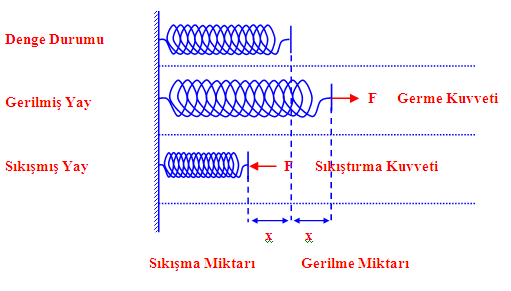 Denge Durumu
Gerilmiş Yay F Germe Kuvveti
Sıkışmış Yay F Sıkıştırma Kuvveti
x x
Sıkışma Miktarı Gerilme Miktarı